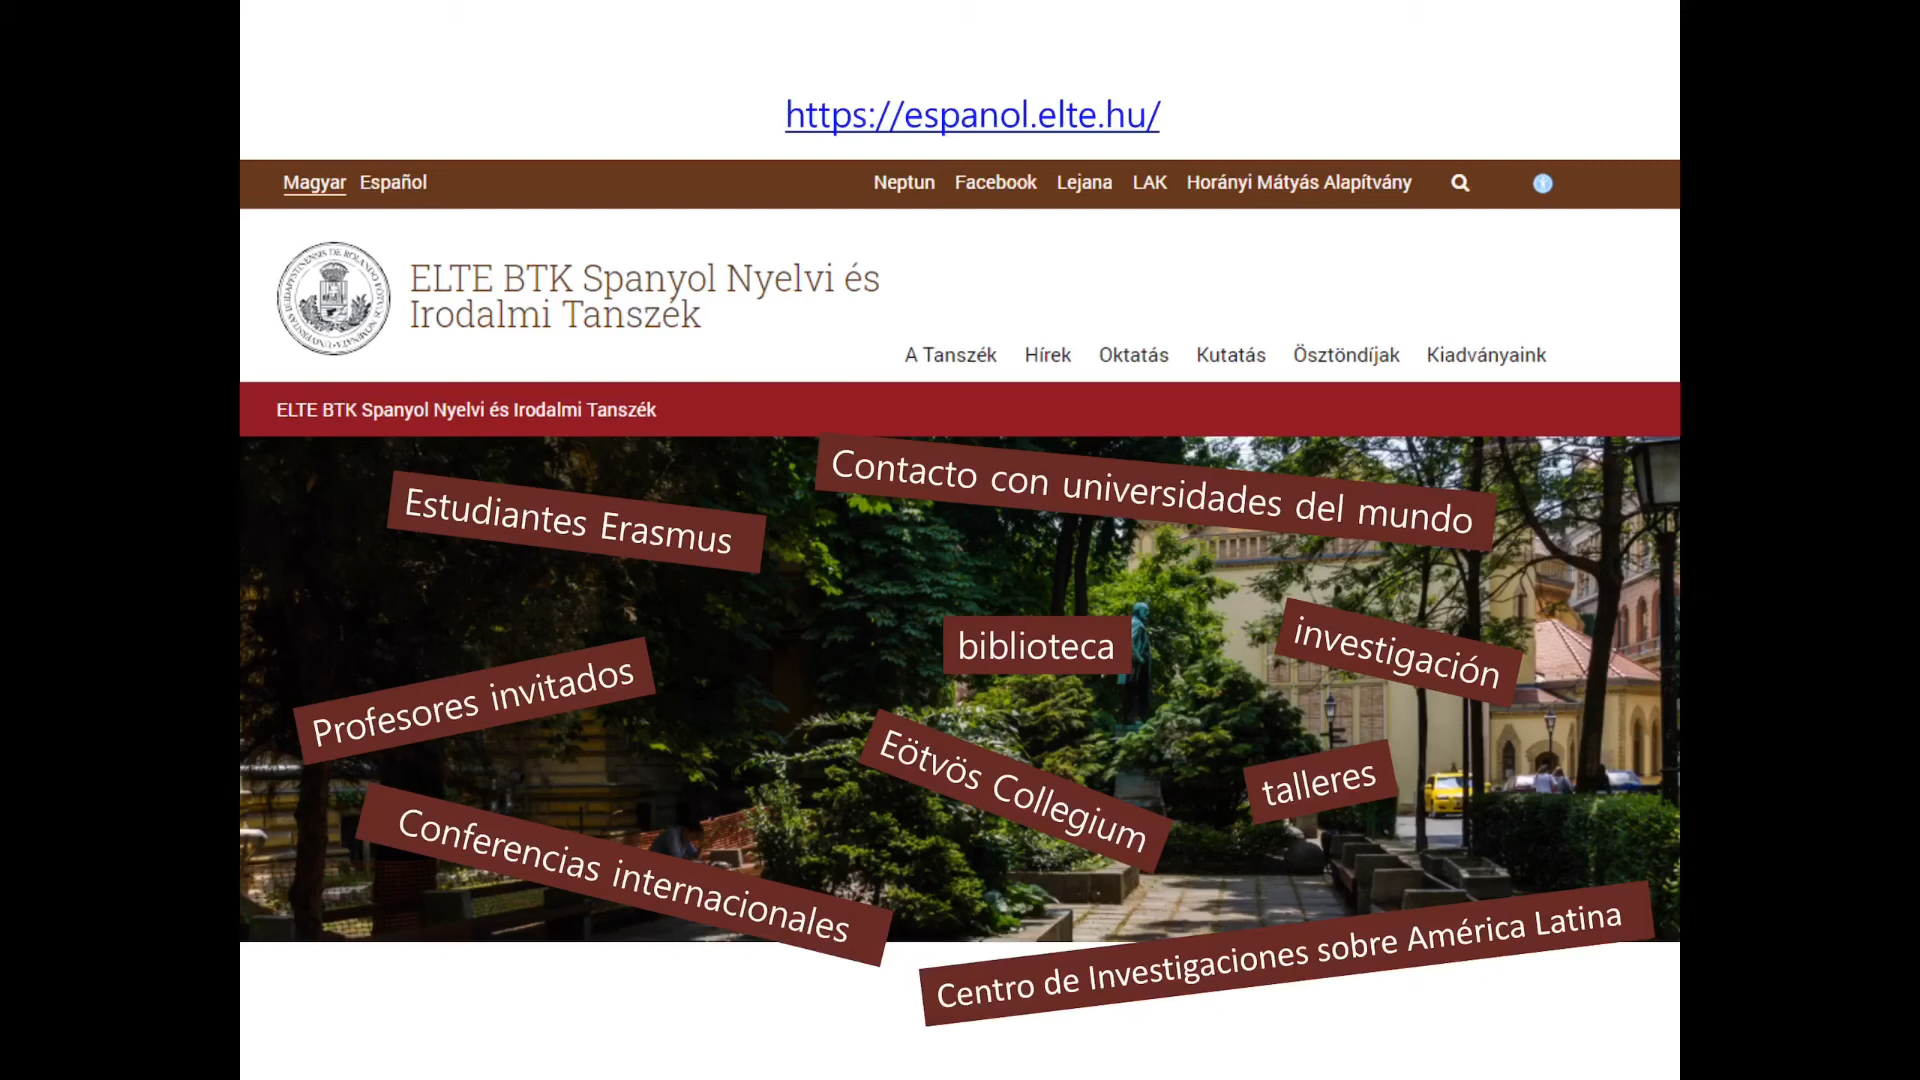 https://espanol.elte.hu/
Magyar Español Neptun Facebook Lejana LAK Horányi Mátyás Alapítvány
ELTE BTK Spanyol Nyelvi és
Irodalmi Tanszék
A Tanszék Hírek Oktatás Kutatás Ösztöndíjak Kiadványaink
ELTE BTK Spanyol Nyelvi és Irodalmi Tanszék
Contacto con universidades del mundo
Estudiantes Erasmus
biblioteca
investigación
Profesores invitados
Eötvös Collegium
talleres
Conferencias internacionales
Centro de Investigaciones sobre América Latina